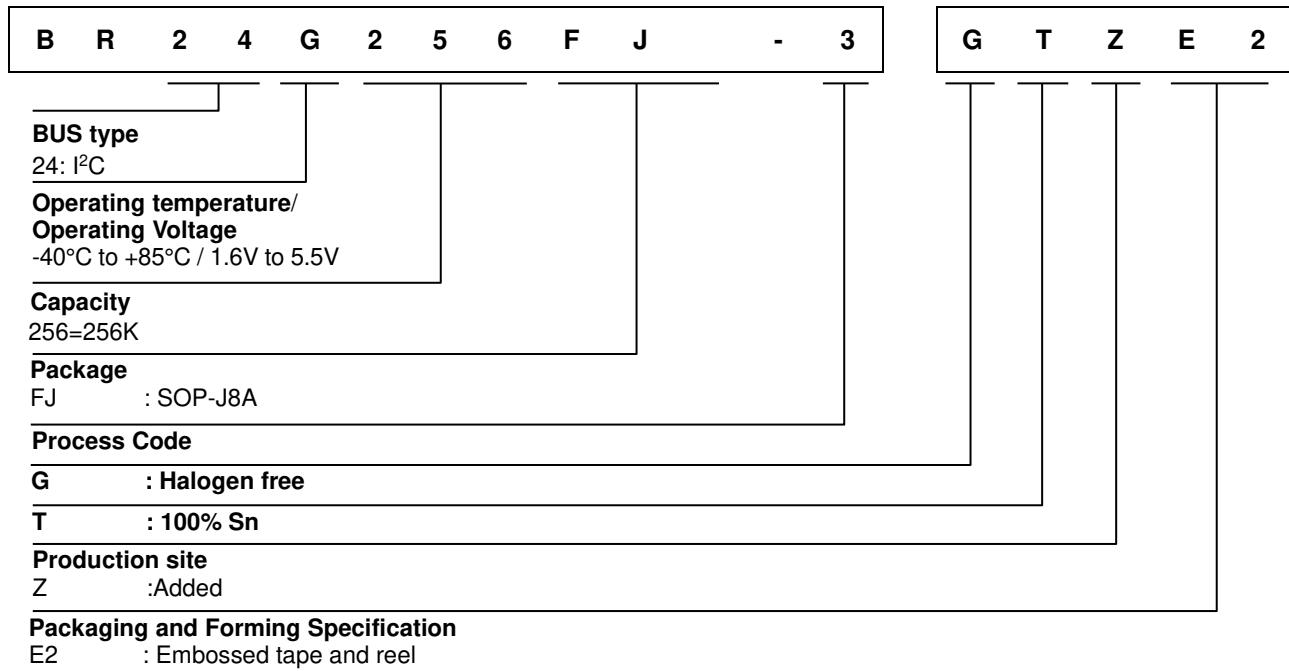 B R 2 4 G 2 5 6 F J - 3 G T Z E 2
BUS type
24: I²C
Operating temperature/
Operating Voltage
-40°C to +85°C / 1.6V to 5.5V
Capacity
256=256K
Package
FJ : SOP-J8A
Process Code
G : Halogen free
T : 100% Sn
Production site
Z :Added
Packaging and Forming Specification
E2 : Embossed tape and reel